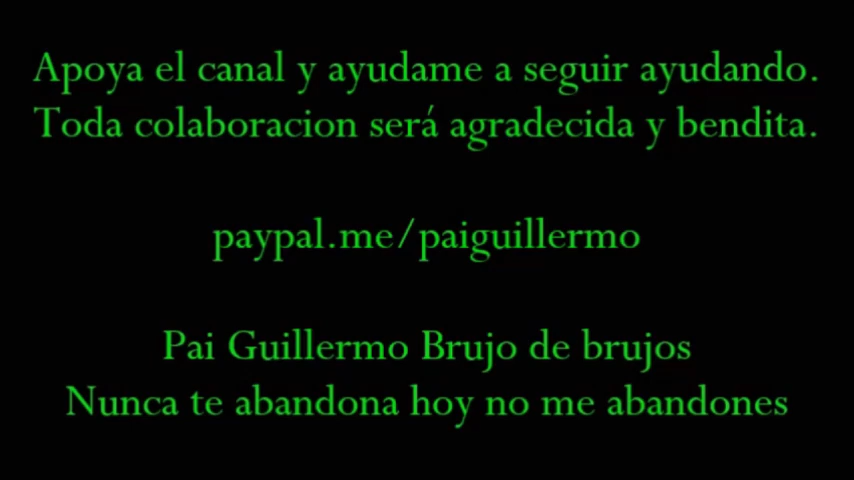 Apoya el canal y ayudame a seguir ayudando.
Toda colaboracion será agradecida y bendita.
paypal.me/paiguillermo
Pai Guillermo Brujo de brujos
Nunca te abandona hoy no me abandones